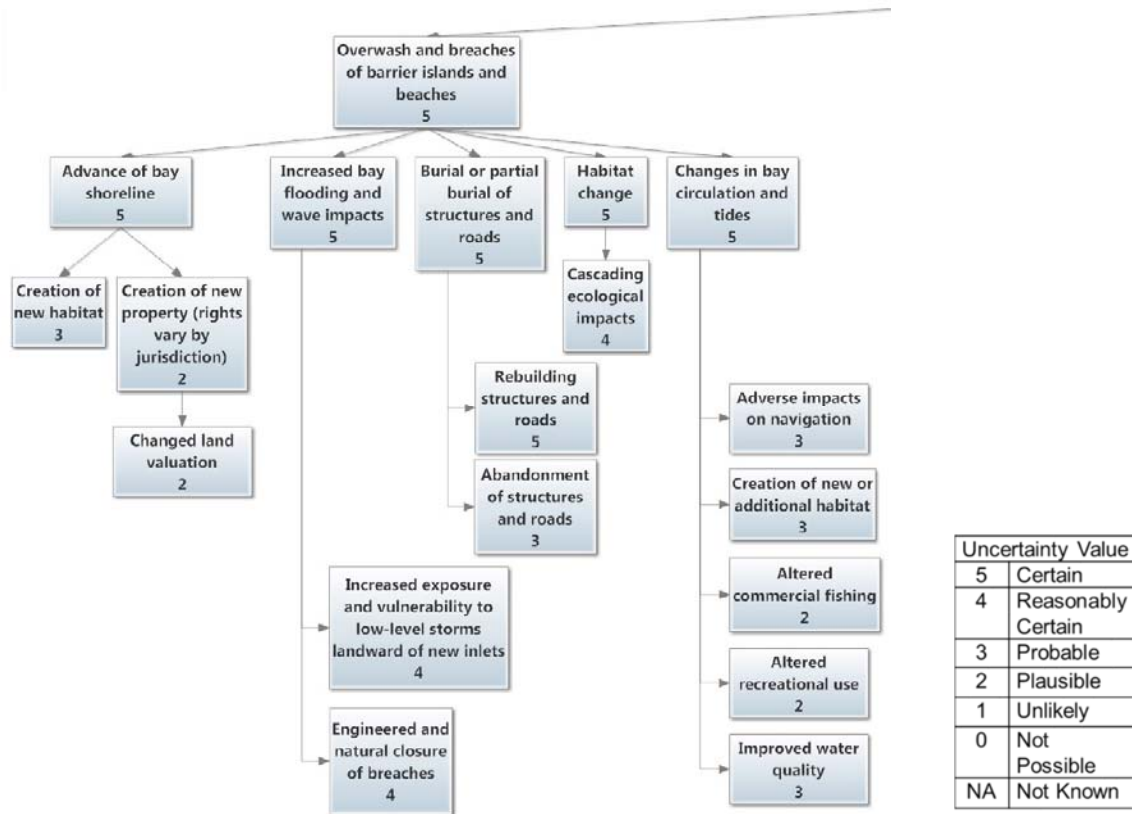 Overwash and breaches
of barrier islands and
beaches
5
Advance of bay
shoreline
5
Increased bay
flooding and
wave impacts
5
Burial or partial
burial of
structures and
roads
5
Habitat
change
5
Changes in bay
circulation and
tides
5
Creation of
new habitat
3
Creation of new
property (rights
vary by
jurisdiction)
2
Changed land
valuation
2
Cascading
ecological
impacts
4
Rebuilding
structures and
roads
5
Abandonment
of structures
and roads
3
Increased exposure
and vulnerability to
low-level storms
landward of new inlets
4
Engineered and
natural closure
of breaches
4
Adverse impacts
on navigation
3
Creation of new or
additional habitat
3
Altered
commercial fishing
2
Altered
recreational use
2
Improved water
quality
3
Uncertainty Value
5 Certain
4 Reasonably
Certain
3 Probable
2 Plausible
1 Unlikely
0 Not
Possible
NA Not Known